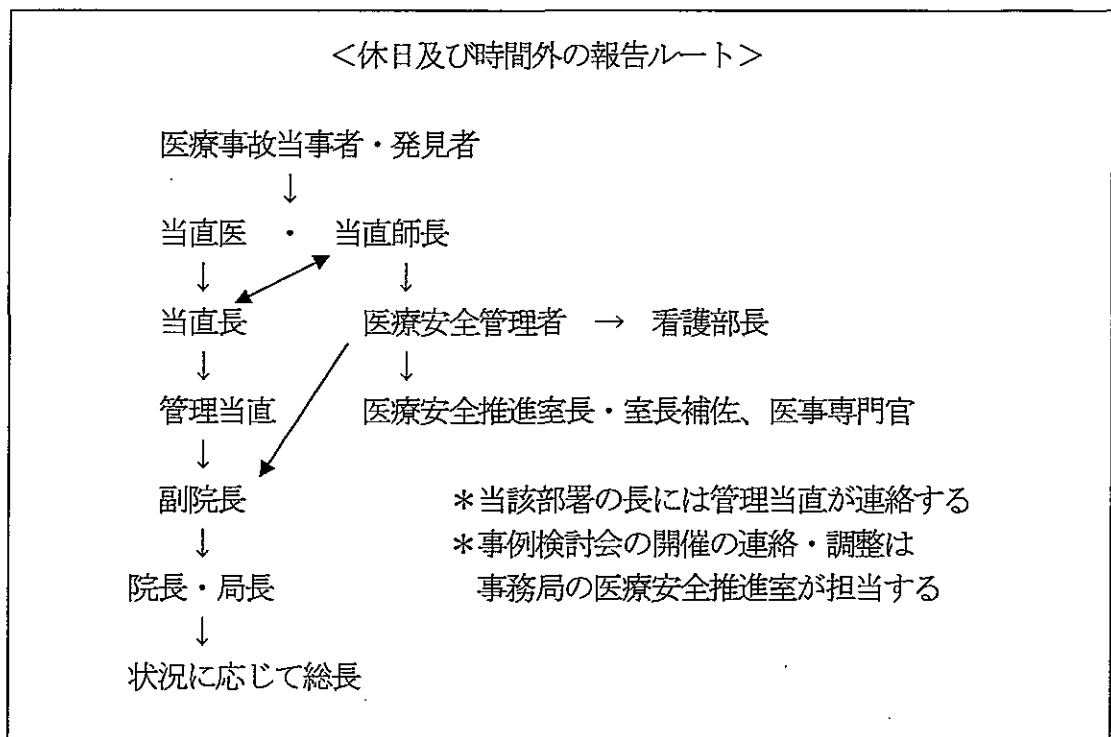 ＜休日及び時間外の報告ルート＞
医療事故当事者・発見者
↓
当直医 ・ 当直師長
↓ ↓
当直長 医療安全管理者 → 看護部長
↓ ↓
管理当直 医療安全推進室長・室長補佐、医事専門官
↓
副院長 ＊当該部署の長には管理当直が連絡する
↓ ＊事例検討会の開催の連絡・調整は
院長・局長 事務局の医療安全推進室が担当する
↓
状況に応じて総長